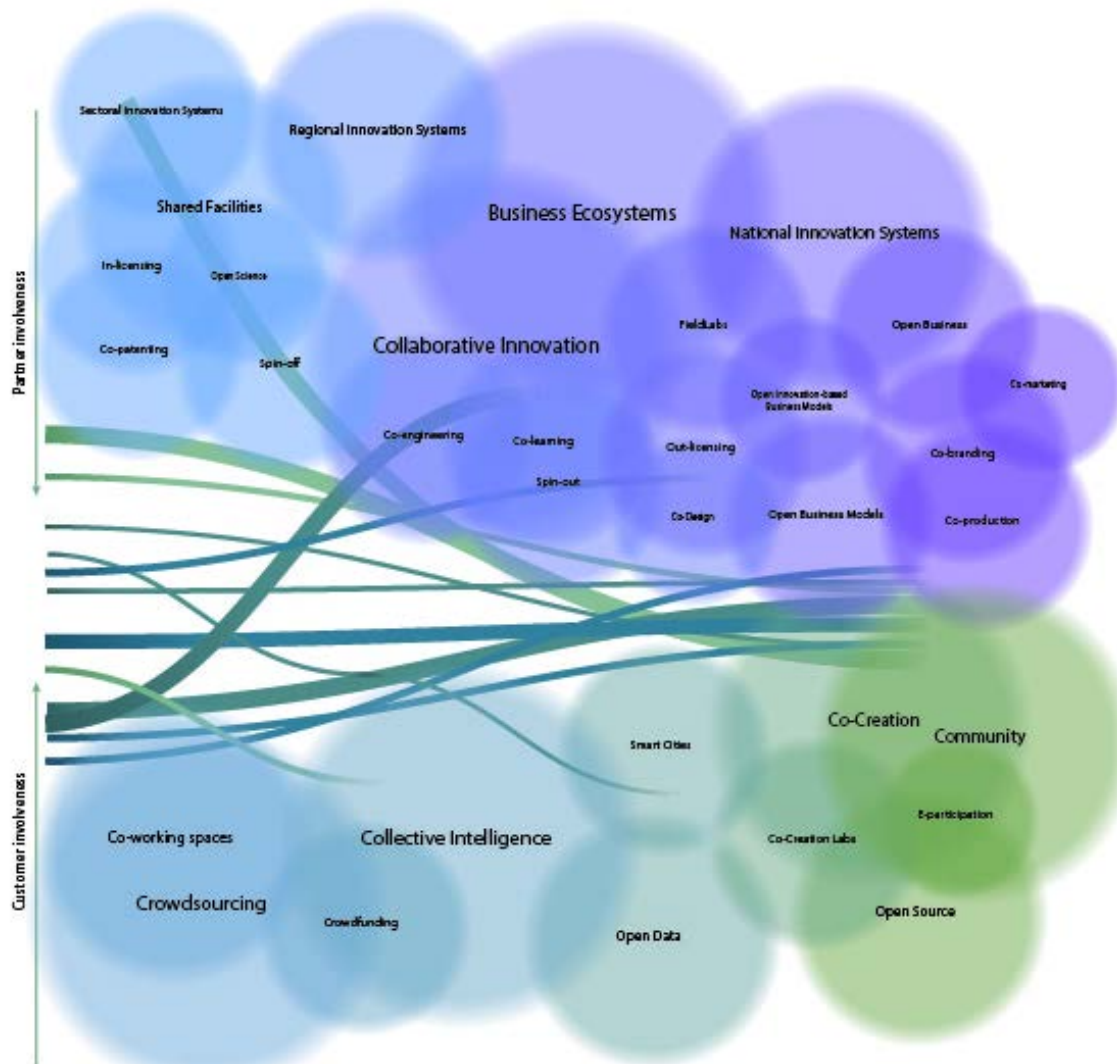 Sectoral Innovation Systems
Regional Innovation Systems
Shared Facilities
Business Ecosystems
National Innovation Systems
In-licensing
Open Science
FieldLabs
Open Business
Co-patenting
Spin-off
Collaborative Innovation
Open Innovation-based
Business Models
Co-marketing
Co-engineering
Co-learning
Out-licensing
Co-branding
Spin-out
Co-Design
Open Business Models
Co-production
Partner involveness
Customer involveness
Co-Creation
Community
Smart Cities
E-participation
Co-working spaces
Collective Intelligence
Co-Creation Labs
Crowdsourcing
Crowdfunding
Open Data
Open Source